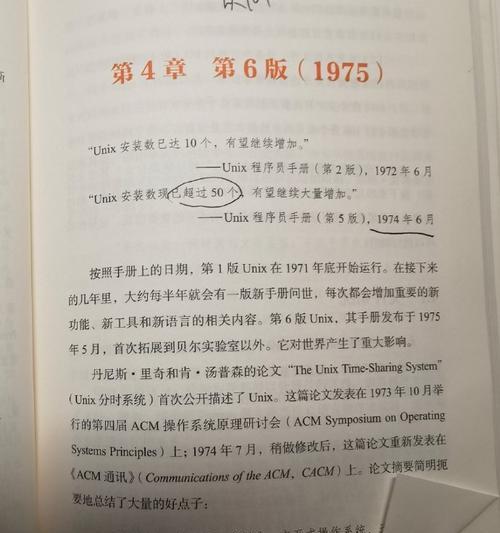 第4章 第6版（1975）
“Unix 安装数已达 10 个，有望继续增加。”
——Unix 程序员手册（第 2 版），1972 年 6 月
“Unix 安装数现已超过 50 个，有望继续大量增加。”
——Unix 程序员手册（第 5 版），1974 年 6 月
按照手册上的日期，第 1 版 Unix 在 1971 年底开始运行。在接下来
的几年里，大约每半年就会有一版新手册问世，每次都会增加重要的新
功能、新工具和新语言的相关内容。第 6 版 Unix，其手册发布于 1975
年 5 月，首次拓展到贝尔实验室以外。它对世界产生了重大影响。
丹尼斯·里奇和肯·汤普森的论文“The Unix Time-Sharing System”
（Unix 分时系统）首次公开描述了 Unix。这篇论文发表在 1973 年 10 月举
行的第四届 ACM 操作系统原理研讨会（ACM Symposium on Operating
Systems Principles）上；1974 年 7 月，稍做修改后，这篇论文重新发表在
《ACM 通讯》（Communications of the ACM，CACM）上。论文摘要简明扼
要地总结了大量的好点子：
操作系统